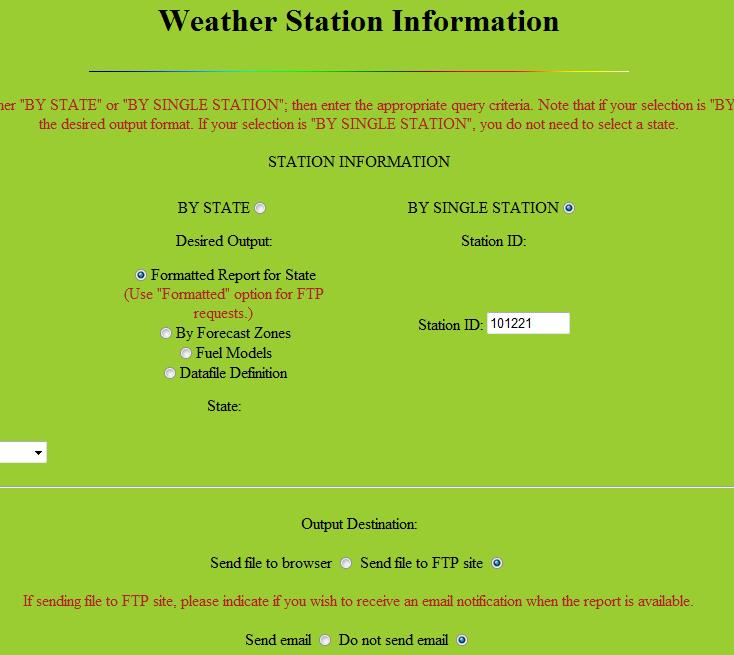 Weather Station Information
her "BY STATE" or "BY SINGLE STATION"; then enter the appropriate query criteria. Note that if your selection is "BY
the desired output format. If your selection is "BY SINGLE STATION", you do not need to select a state.
STATION INFORMATION
BY STATE BY SINGLE STATION
Desired Output: Station ID:
Formatted Report for State
(Use "Formatted" option for FTP
requests.)
Station ID: 101221
By Forecast Zones
Fuel Models
Datafile Definition
State:
Output Destination:
Send file to browser Send file to FTP site
If sending file to FTP site, please indicate if you wish to receive an email notification when the report is available.
Send email Do not send email